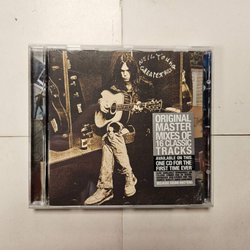 NEIL YOUNG
GREATEST HITS
ORIGINAL
MASTER
MIXES OF
16 CLASSIC
TRACKS
AVAILABLE ON THIS
ONE CD FOR THE
FIRST TIME EVER